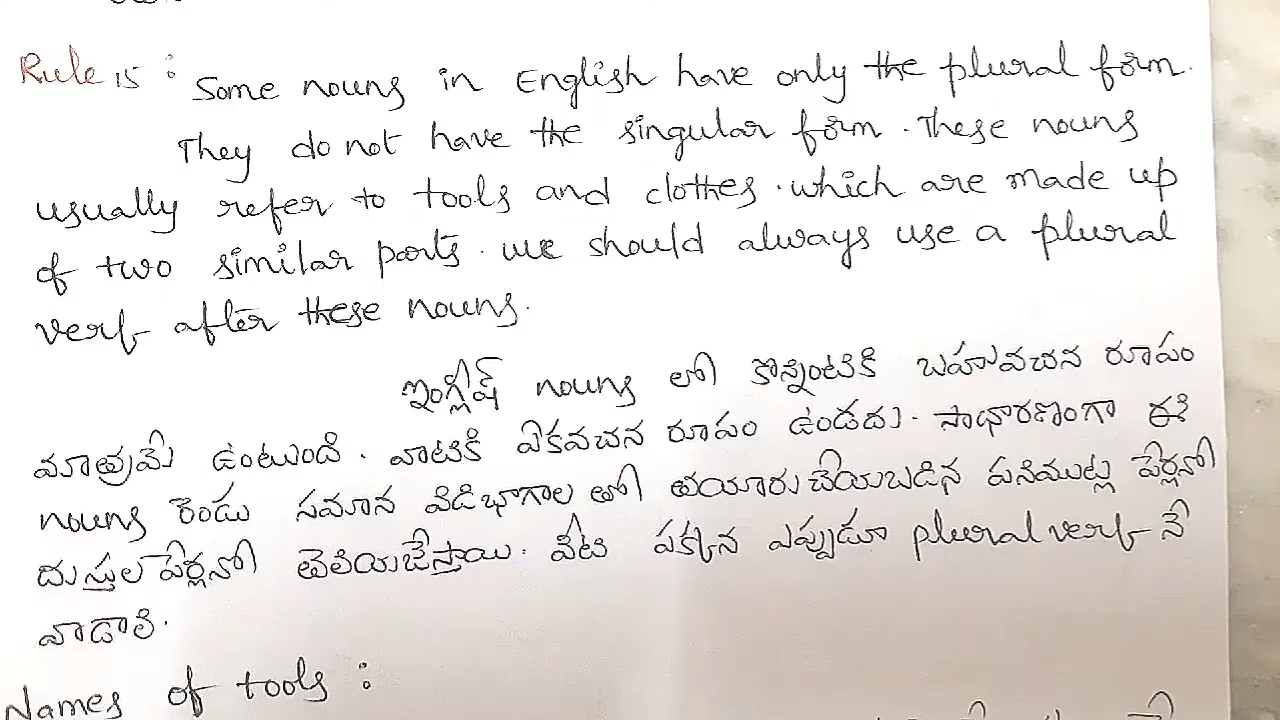 Rule 15 : Some nouns in English have only the plural form.
They do not have the singular form. These nouns
usually refer to tools and clothes. which are made up
of two similar parts. we should always use a plural
verb after these nouns.
ఇంగ్లీష్ nouns లో కొన్నింటికి బహువచన రూపం
మాత్రమే ఉంటుంది. వాటికి ఏకవచన రూపం ఉండదు. సాధారణంగా ఈ
nouns రెండు సమాన విడిభాగాల తో తయారుచేయబడిన పనిముట్ల పేర్లనో
దుస్తుల పేర్లనో తెలియజేస్తాయి. వీటి పక్కన ఎప్పుడూ plural verb నే
వాడాలి.
Names of tools :